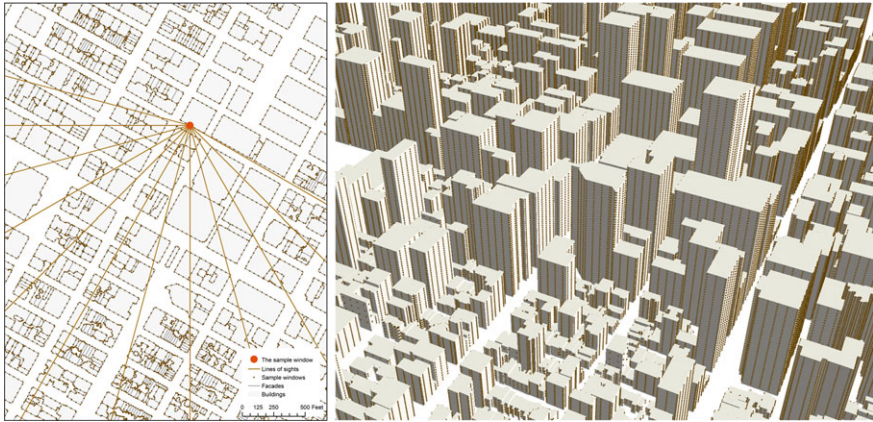 The sample window
Lines of sights
Sample windows
Facades
Buildings
0 125 250 500 Feet